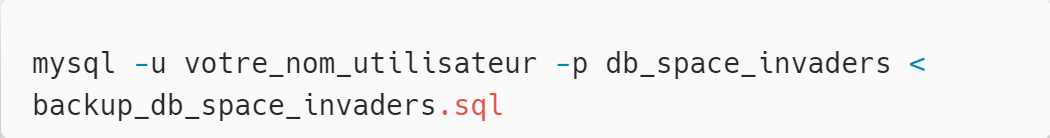 mysql -u votre_nom_utilisateur -p db_space_invaders <
backup_db_space_invaders.sql